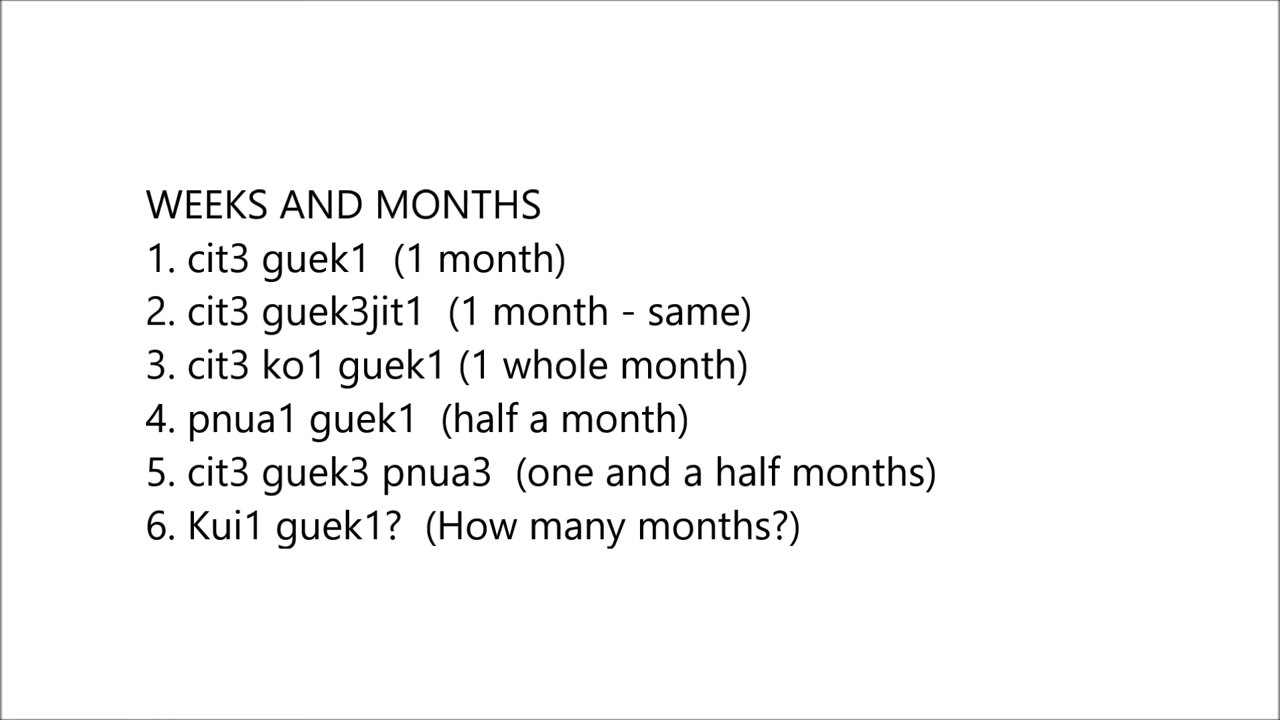 WEEKS AND MONTHS
1. cit3 guek1  (1 month)
2. cit3 guek3jit1  (1 month - same)
3. cit3 ko1 guek1 (1 whole month)
4. pnua1 guek1  (half a month)
5. cit3 guek3 pnua3  (one and a half months)
6. Kui1 guek1?  (How many months?)